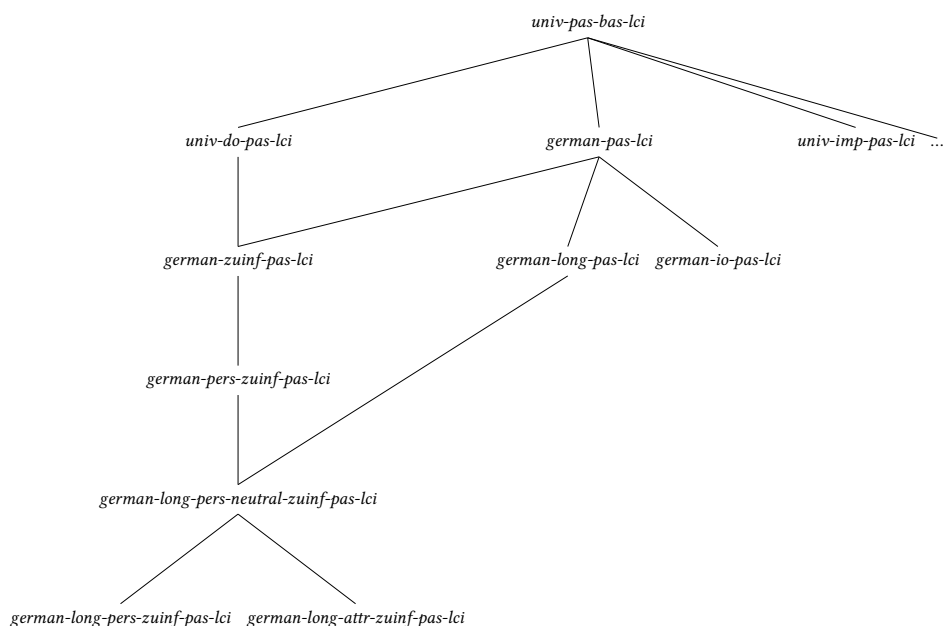 univ-pas-bas-lci
univ-do-pas-lci german-pas-lci univ-imp-pas-lci ...
german-zuinf-pas-lci german-long-pas-lci german-io-pas-lci
german-pers-zuinf-pas-lci
german-long-pers-neutral-zuinf-pas-lci
german-long-pers-zuinf-pas-lci german-long-attr-zuinf-pas-lci